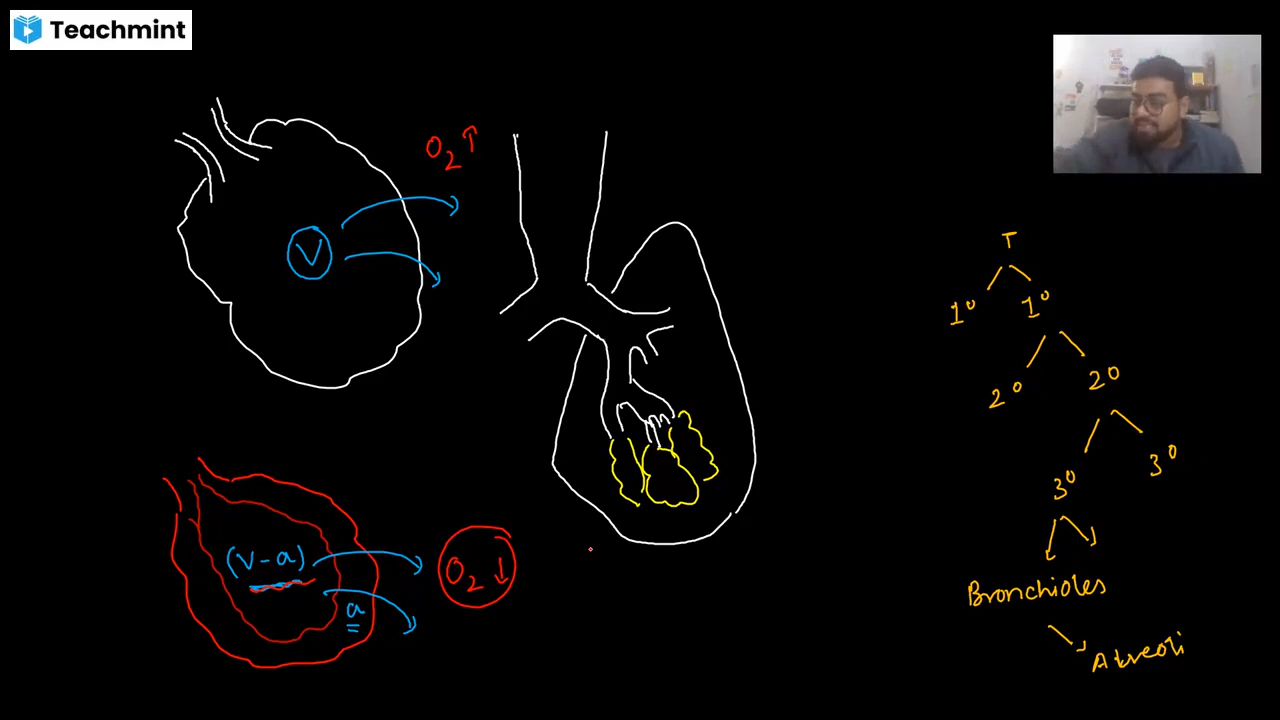 Teachmint
O2↑
V
T
1° 1°
2° 2°
3° 3°
(V-a)
O2↓
a
Bronchioles
Alveoli